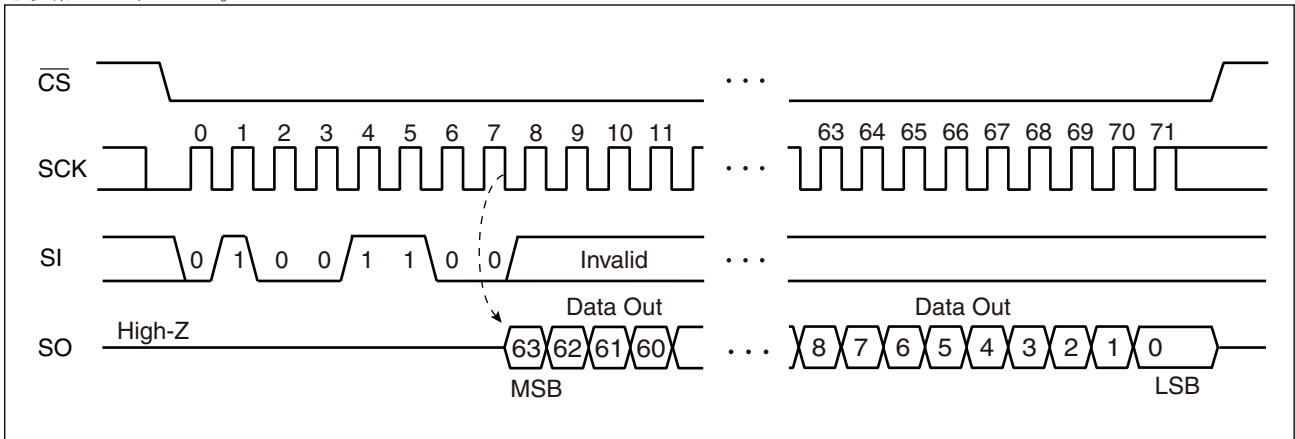 CS
0 1 2 3 4 5 6 7 8 9 10 11 63 64 65 66 67 68 69 70 71
SCK
SI 0 1 0 0 1 1 0 0 Invalid
Data Out Data Out
High-Z
SO 63 62 61 60 8 7 6 5 4 3 2 1 0
MSB LSB